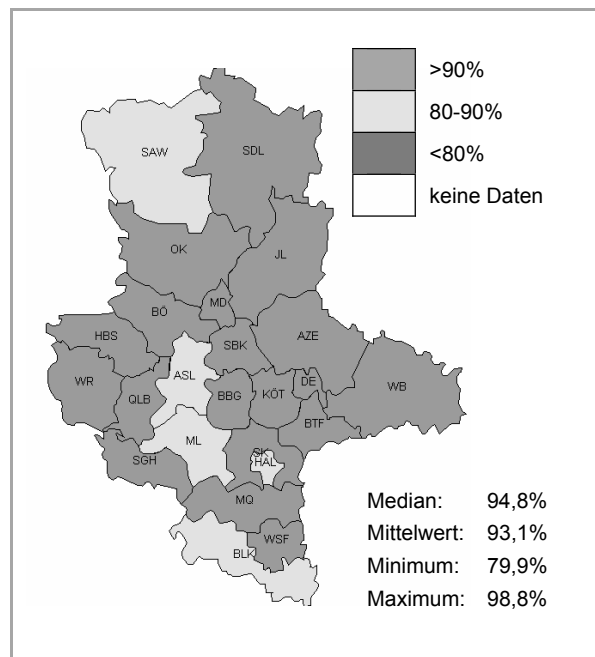 >90%
80-90%
<80%
keine Daten
SAW
SDL
OK
JL
MD
BÖ
HBS
SBK
AZE
WR
ASL
QLB
BBG
KÖT
DE
WB
BTF
ML
SK
HAL
SGH
MQ
WSF
BLK
Median: 94,8%
Mittelwert: 93,1%
Minimum: 79,9%
Maximum: 98,8%